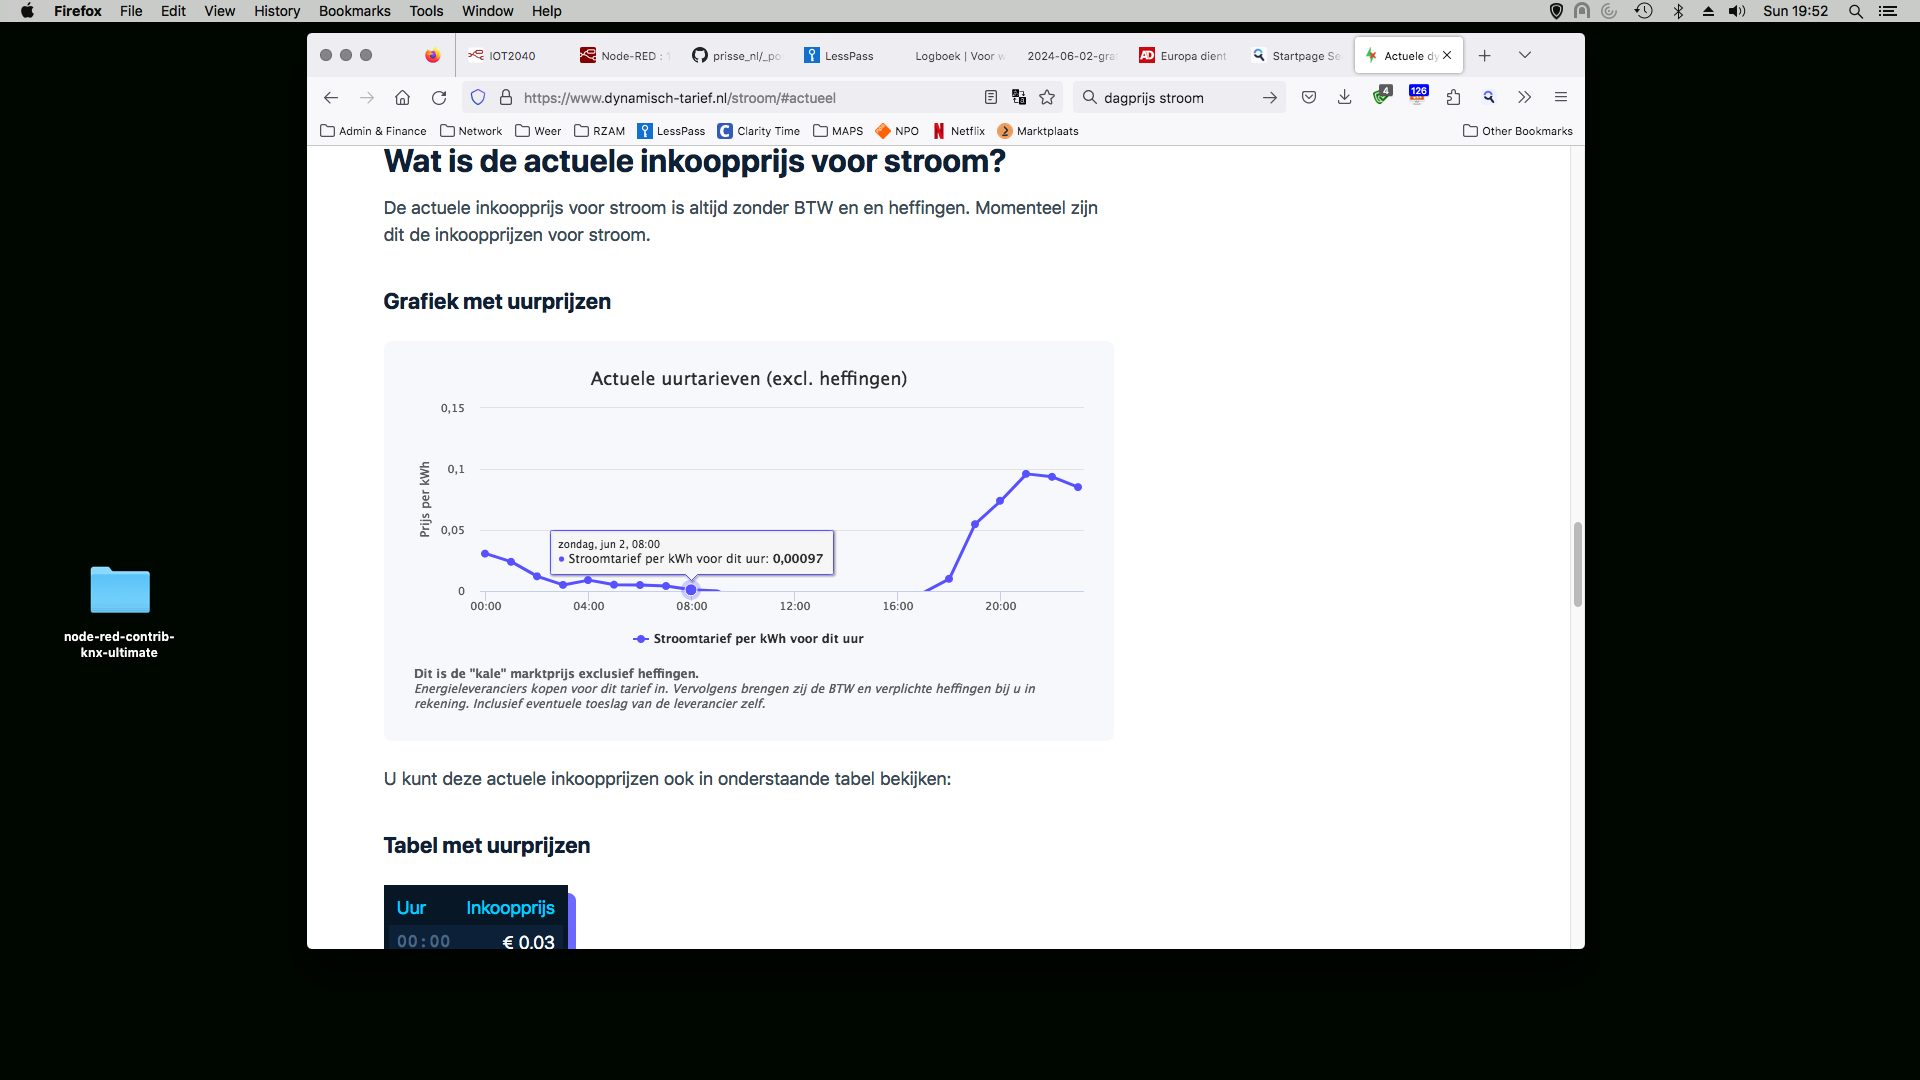 Firefox File Edit View History Bookmarks Tools Window Help Sun 19:52
IOT2040 Node-RED : prisse_nl/_po LessPass Logboek | Voor w 2024-06-02-gra Europa dient Startpage Se Actuele dy
https://www.dynamisch-tarief.nl/stroom/#actueel dagprijs stroom 4 126
Admin & Finance Network Weer RZAM LessPass Clarity Time MAPS NPO Netflix Marktplaats Other Bookmarks
Wat is de actuele inkoopprijs voor stroom?
De actuele inkoopprijs voor stroom is altijd zonder BTW en en heffingen. Momenteel zijn
dit de inkoopprijzen voor stroom.
Grafiek met uurprijzen
Actuele uurtarieven (excl. heffingen)
Prijs per kWh
0,15
0,1
0,05
0
zondag, jun 2, 08:00
Stroomtarief per kWh voor dit uur: 0,00097
00:00 04:00 08:00 12:00 16:00 20:00
Stroomtarief per kWh voor dit uur
Dit is de "kale" marktprijs exclusief heffingen.
Energieleveranciers kopen voor dit tarief in. Vervolgens brengen zij de BTW en verplichte heffingen bij u in
rekening. Inclusief eventuele toeslag van de leverancier zelf.
U kunt deze actuele inkoopprijzen ook in onderstaande tabel bekijken:
Tabel met uurprijzen
Uur Inkoopprijs
00:00 € 0,03
node-red-contrib-
knx-ultimate